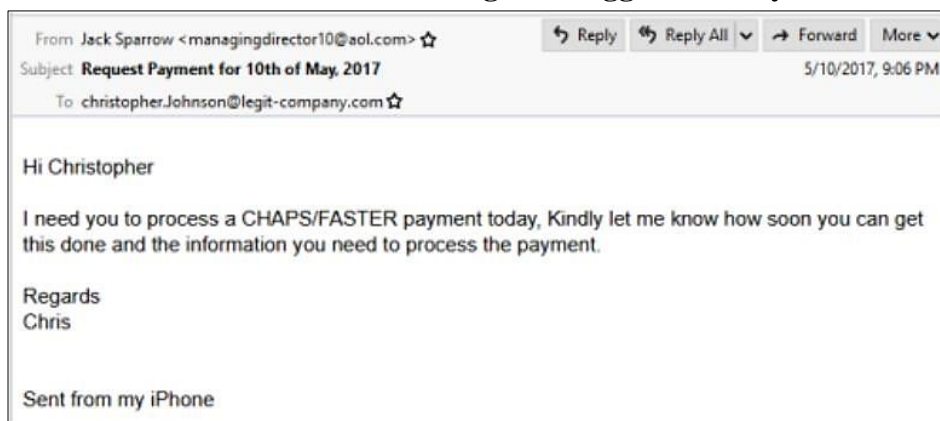 From Jack Sparrow <managingdirector10@aol.com> Reply Reply All Forward More
Subject Request Payment for 10th of May, 2017 5/10/2017, 9:06 PM
To christopher.Johnson@legit-company.com
Hi Christopher
I need you to process a CHAPS/FASTER payment today, Kindly let me know how soon you can get
this done and the information you need to process the payment.
Regards
Chris
Sent from my iPhone